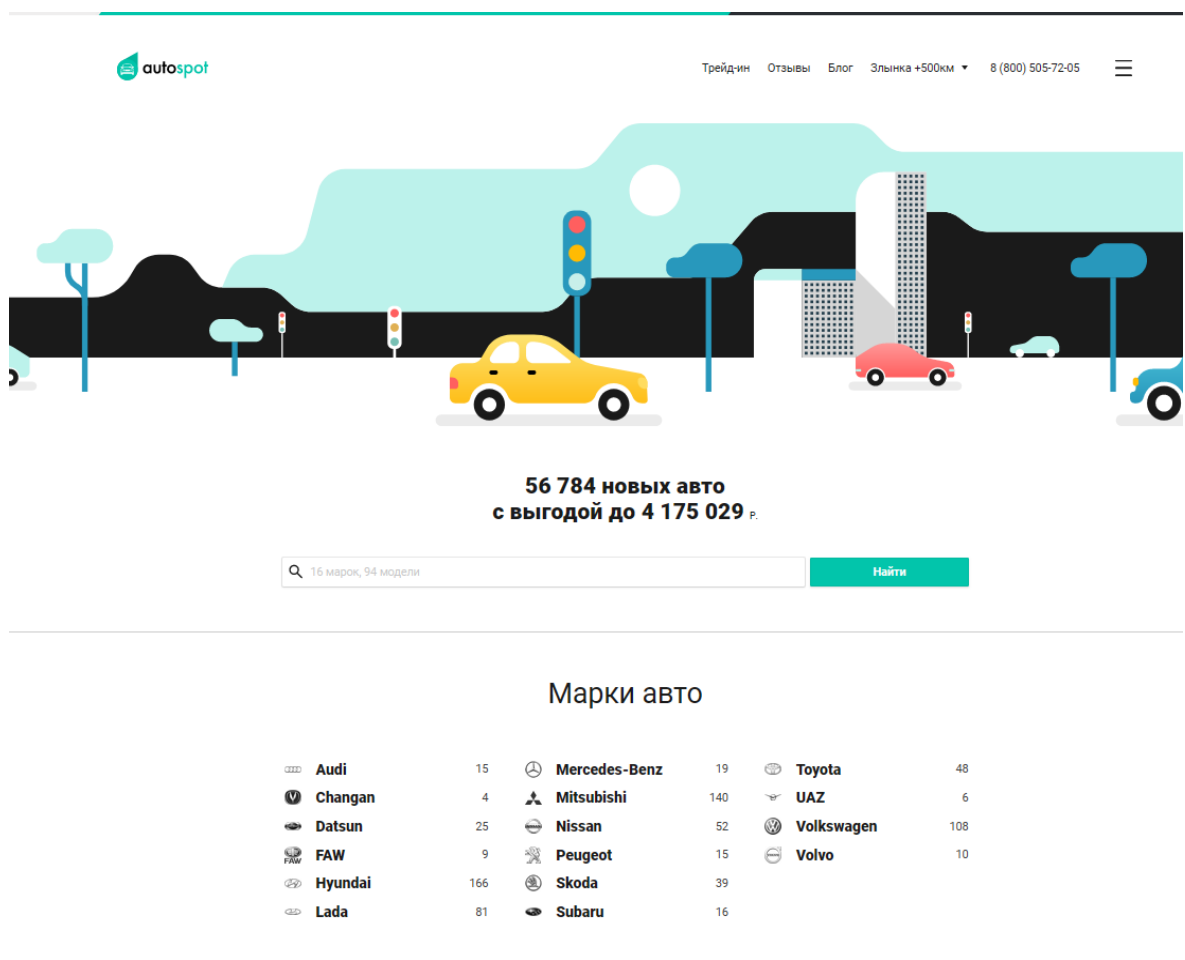 autospot
Трейд-ин Отзывы Блог Злынка +500км 8 (800) 505-72-05
56 784 новых авто
с выгодой до 4 175 029 Р.
16 марок, 94 модели
Найти
Марки авто
Audi 15
Changan 4
Datsun 25
FAW FAW 9
Hyundai 166
Lada 81
Mercedes-Benz 19
Mitsubishi 140
Nissan 52
Peugeot 15
Skoda 39
Subaru 16
Toyota 48
UAZ 6
Volkswagen 108
Volvo 10